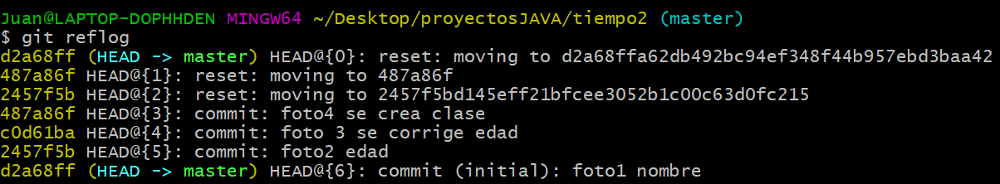 Juan@LAPTOP-DOPHHDEN MINGW64 ~/Desktop/proyectosJAVA/tiempo2 (master)
$ git reflog
d2a68ff (HEAD -> master) HEAD@{0}: reset: moving to d2a68ffa62db492bc94ef348f44b957ebd3baa42
487a86f HEAD@{1}: reset: moving to 487a86f
2457f5b HEAD@{2}: reset: moving to 2457f5bd145eff21bfcee3052b1c00c63d0fc215
487a86f HEAD@{3}: commit: foto4 se crea clase
c0d61ba HEAD@{4}: commit: foto 3 se corrige edad
2457f5b HEAD@{5}: commit: foto2 edad
d2a68ff (HEAD -> master) HEAD@{6}: commit (initial): foto1 nombre